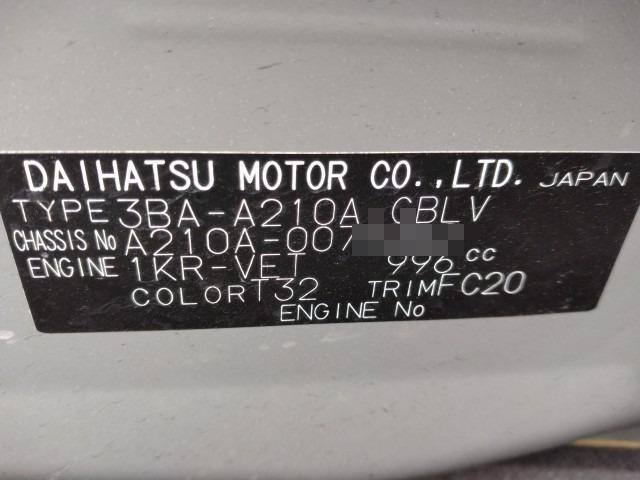 DAIHATSU MOTOR CO.,LTD. JAPAN
TYPE 3BA-A210A-GBLV
CHASSIS No A210A-007
ENGINE 1KR-VET 996 cc
COLOR T32 TRIM FC20
ENGINE No